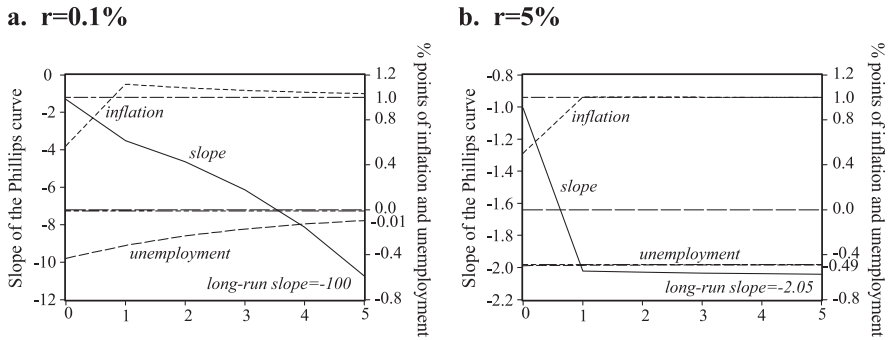 a. r=0.1%
b. r=5%
Slope of the Phillips curve
0
-2
-4
-6
-8
-10
-12
inflation
slope
unemployment
long-run slope=-100
1.2
1.0
0.8
0.4
0.0
-0.01
-0.4
-0.8
% points of inflation and unemployment
0 1 2 3 4 5
Slope of the Phillips curve
-0.8
-1.0
-1.2
-1.4
-1.6
-1.8
-2.0
-2.2
inflation
slope
unemployment
long-run slope=-2.05
1.2
1.0
0.8
0.4
0.0
-0.4
-0.49
-0.8
% points of inflation and unemployment
0 1 2 3 4 5